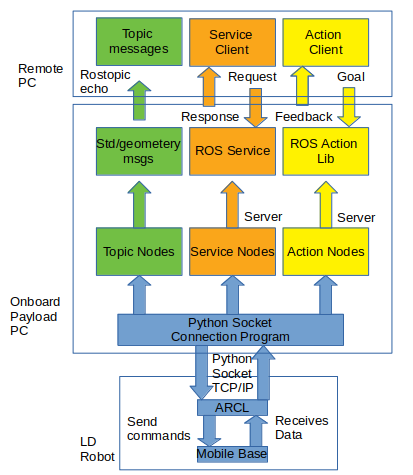 Topic
messages
Service
Client
Action
Client
Remote
PC
Rostopic
echo
Request
Goal
Response
Feedback
Std/geometery
msgs
ROS Service
ROS Action
Lib
Server
Server
Topic Nodes
Service Nodes
Action Nodes
Onboard
Payload
PC
Python Socket
Connection Program
Python
Socket
TCP/IP
ARCL
Send
commands
Receives
Data
LD
Robot
Mobile Base